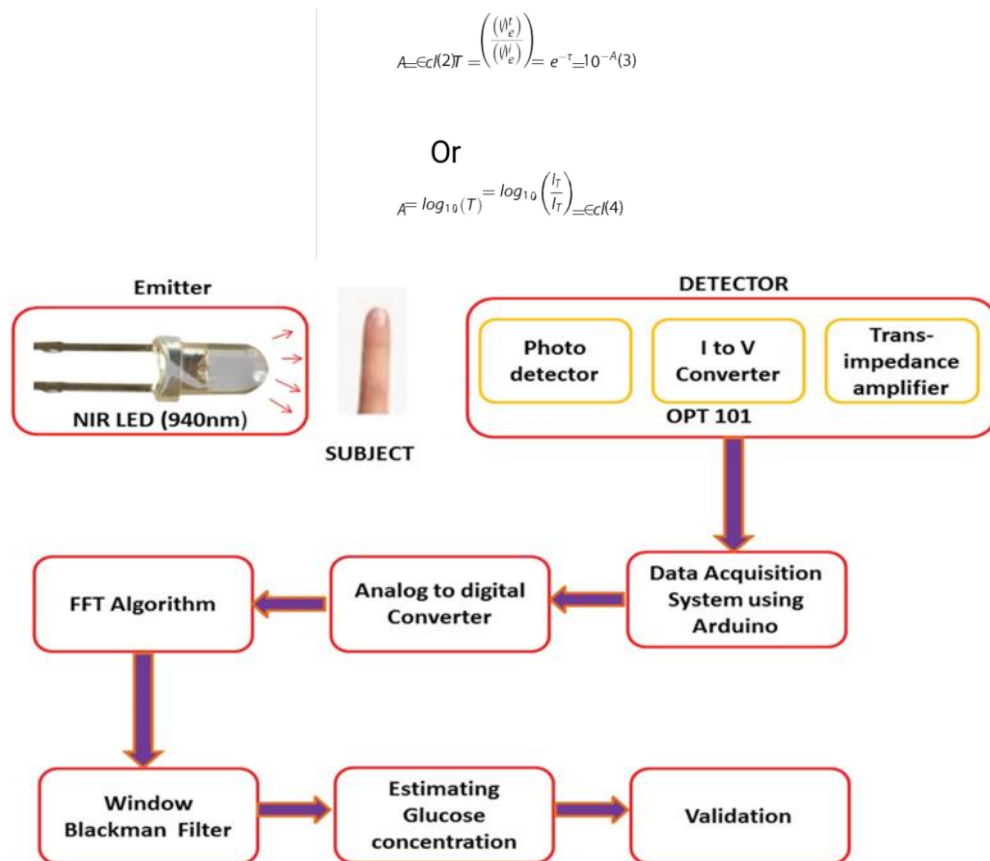 A=∈cl(2)T = ((φᵗₑ)/(φⁱₑ)) = e^−τ = 10^−A(3)
Or
A = log₁₀(T) = log₁₀(I_T/I_T) = ∈cl(4)
Emitter
NIR LED (940nm)
SUBJECT
DETECTOR
Photo
detector
I to V
Converter
Trans-
impedance
amplifier
OPT 101
Data Acquisition
System using
Arduino
Analog to digital
Converter
FFT Algorithm
Window
Blackman Filter
Estimating
Glucose
concentration
Validation